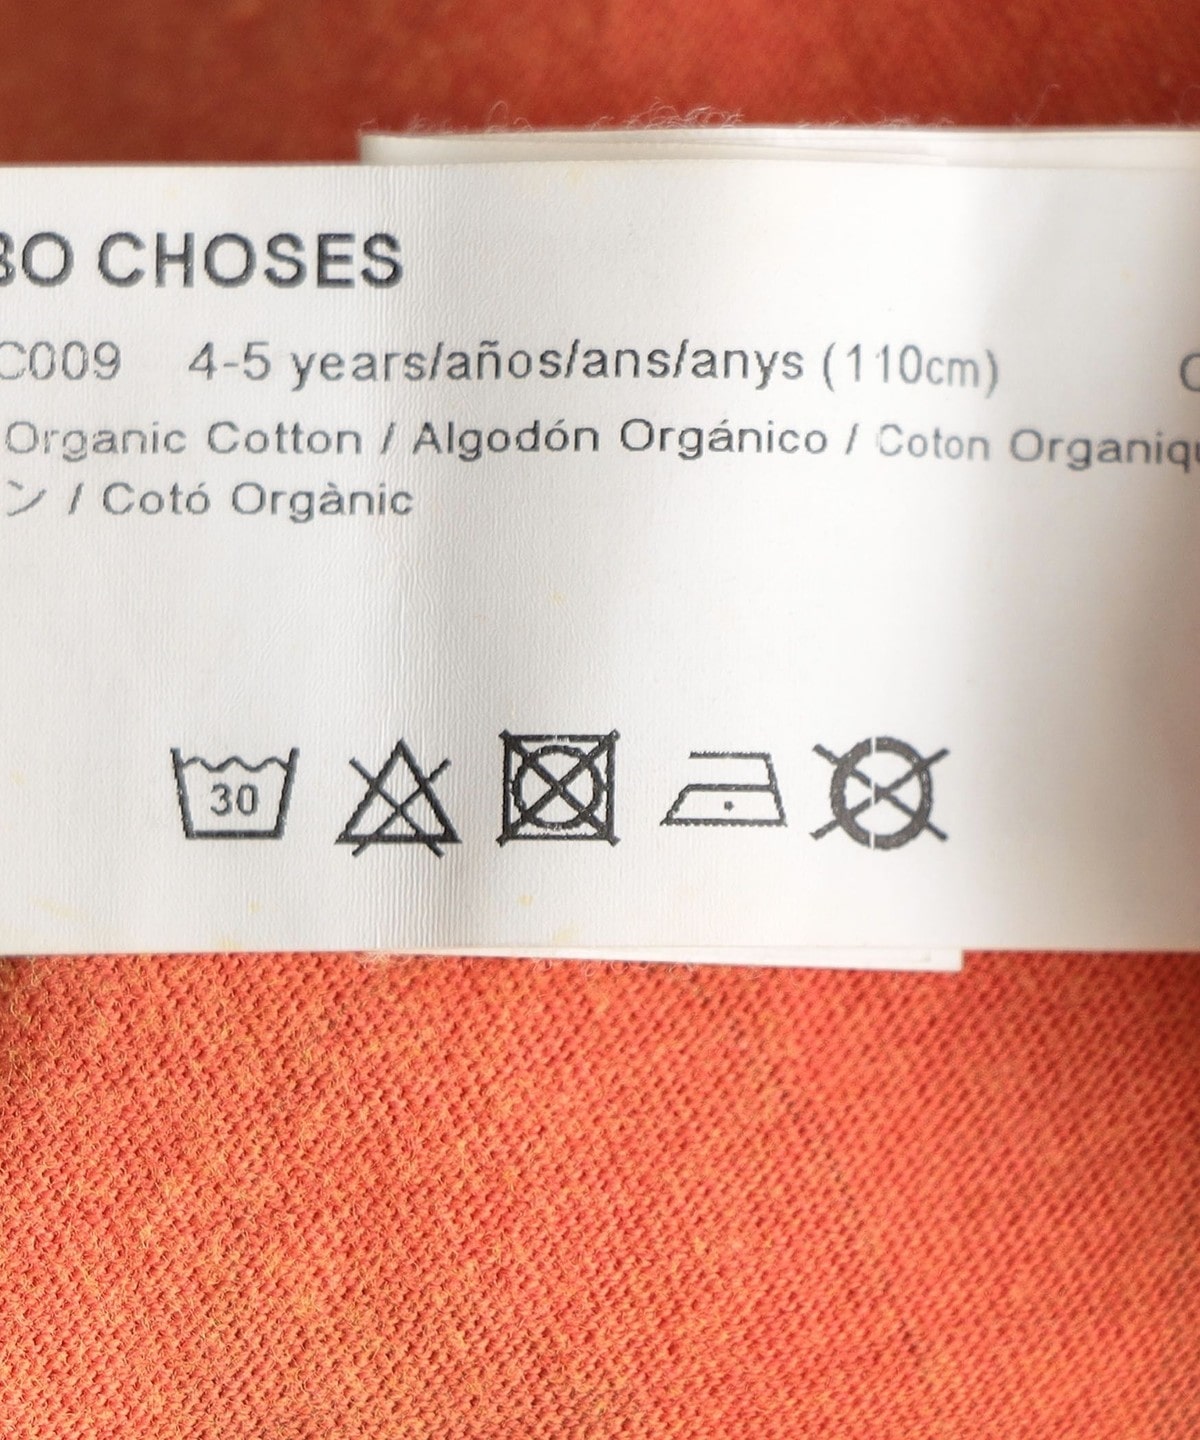 BO CHOSES
C009 4-5 years/años/ans/anys (110cm)
Organic Cotton / Algodón Orgánico / Coton Organiqu
ン / Cotó Orgànic
30